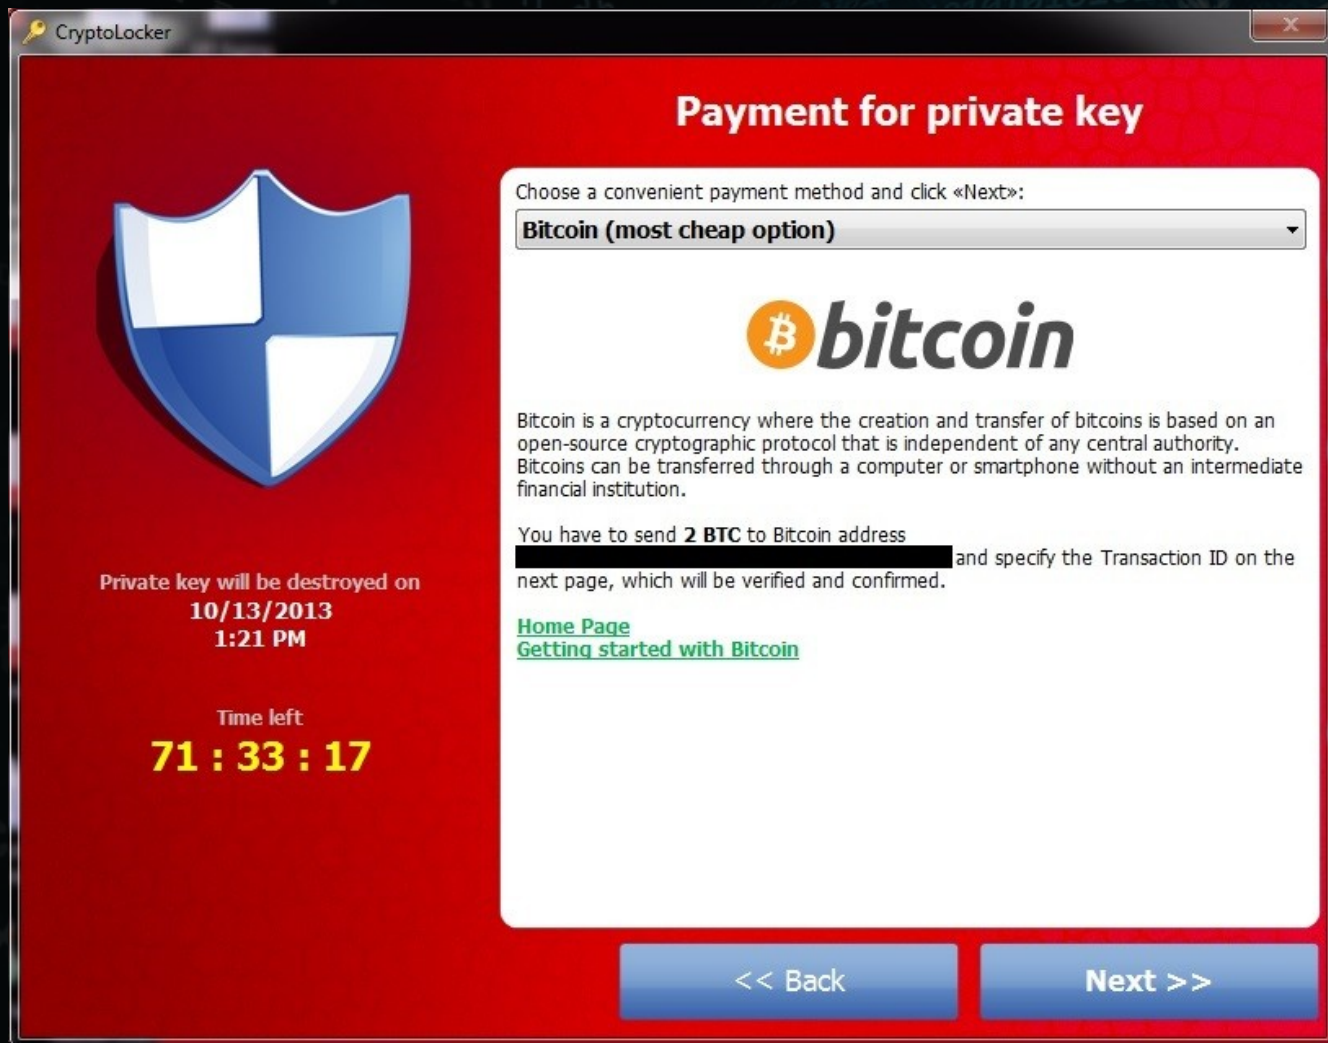 CryptoLocker
Payment for private key
Choose a convenient payment method and click «Next»:
Bitcoin (most cheap option)
bitcoin
Bitcoin is a cryptocurrency where the creation and transfer of bitcoins is based on an
open-source cryptographic protocol that is independent of any central authority.
Bitcoins can be transferred through a computer or smartphone without an intermediate
financial institution.
You have to send 2 BTC to Bitcoin address
and specify the Transaction ID on the
next page, which will be verified and confirmed.
Home Page
Getting started with Bitcoin
Private key will be destroyed on
10/13/2013
1:21 PM
Time left
71 : 33 : 17
<< Back
Next >>